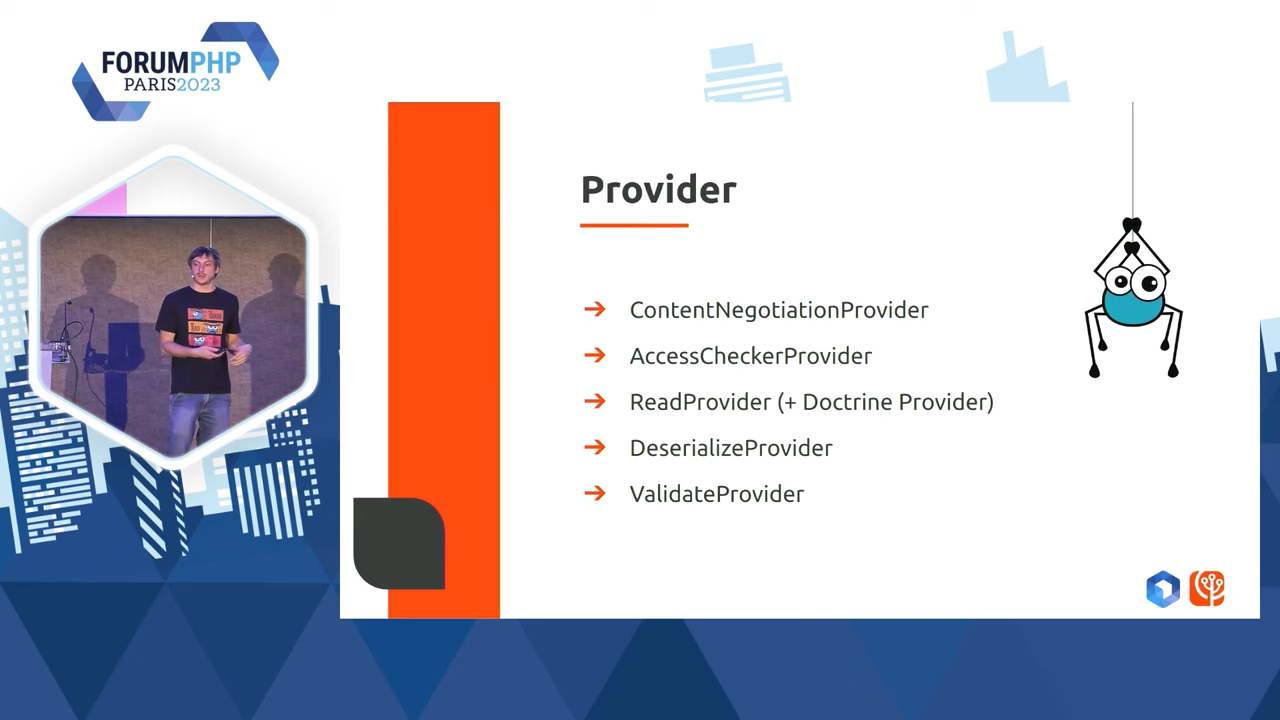 FORUMPHP
PARIS2023
Provider
➔ ContentNegotiationProvider
➔ AccessCheckerProvider
➔ ReadProvider (+ Doctrine Provider)
➔ DeserializeProvider
➔ ValidateProvider